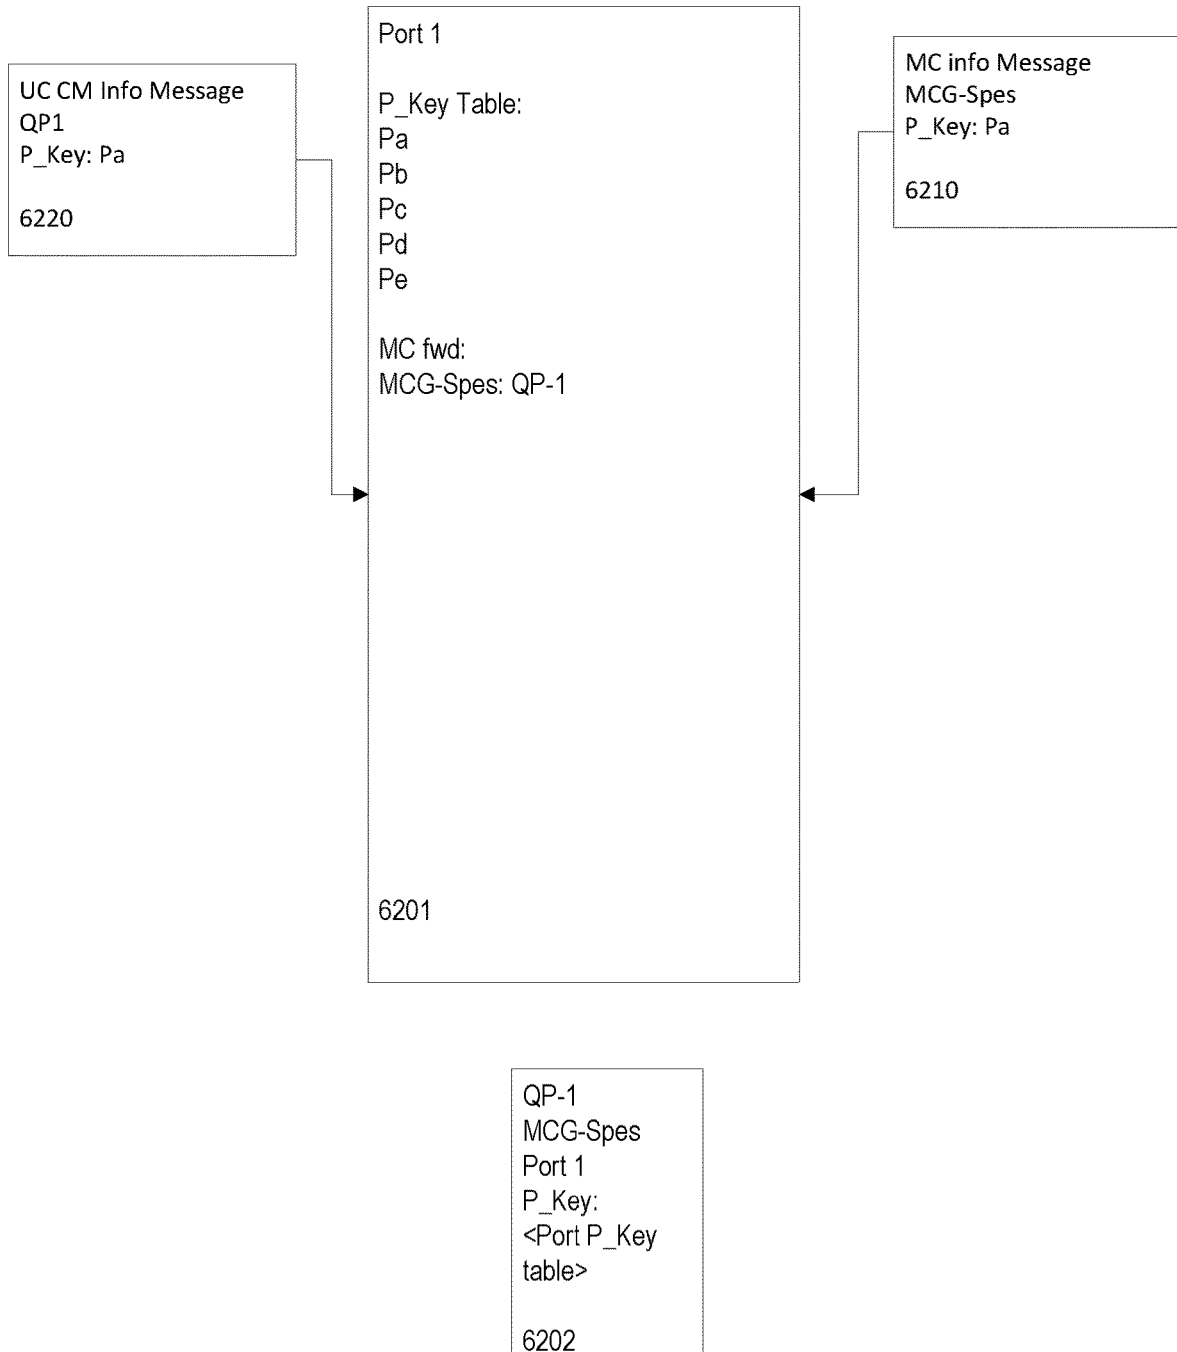 UC CM Info Message
QP1
P_Key: Pa
6220
Port 1
P_Key Table:
Pa
Pb
Pc
Pd
Pe
MC fwd:
MCG-Spes: QP-1
6201
MC info Message
MCG-Spes
P_Key: Pa
6210
QP-1
MCG-Spes
Port 1
P_Key:
<Port P_Key
table>
6202